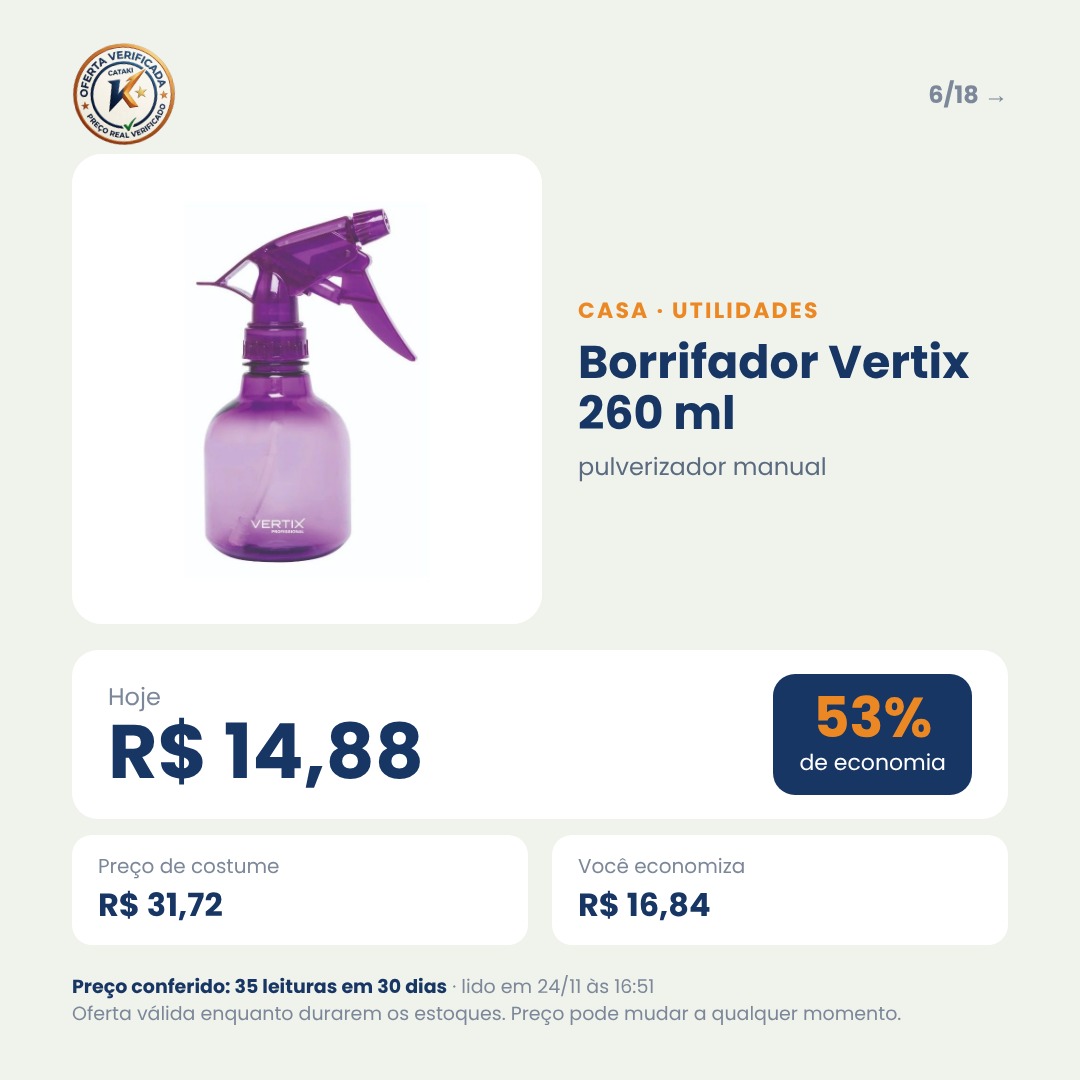 OFERTA VERIFICADA
CATAKI
K
PREÇO REAL VERIFICADO
6/18 →
VERTIX
PROFESSIONAL
CASA · UTILIDADES
Borrifador Vertix
260 ml
pulverizador manual
Hoje
R$ 14,88
53%
de economia
Preço de costume
R$ 31,72
Você economiza
R$ 16,84
Preço conferido: 35 leituras em 30 dias · lido em 24/11 às 16:51
Oferta válida enquanto durarem os estoques. Preço pode mudar a qualquer momento.